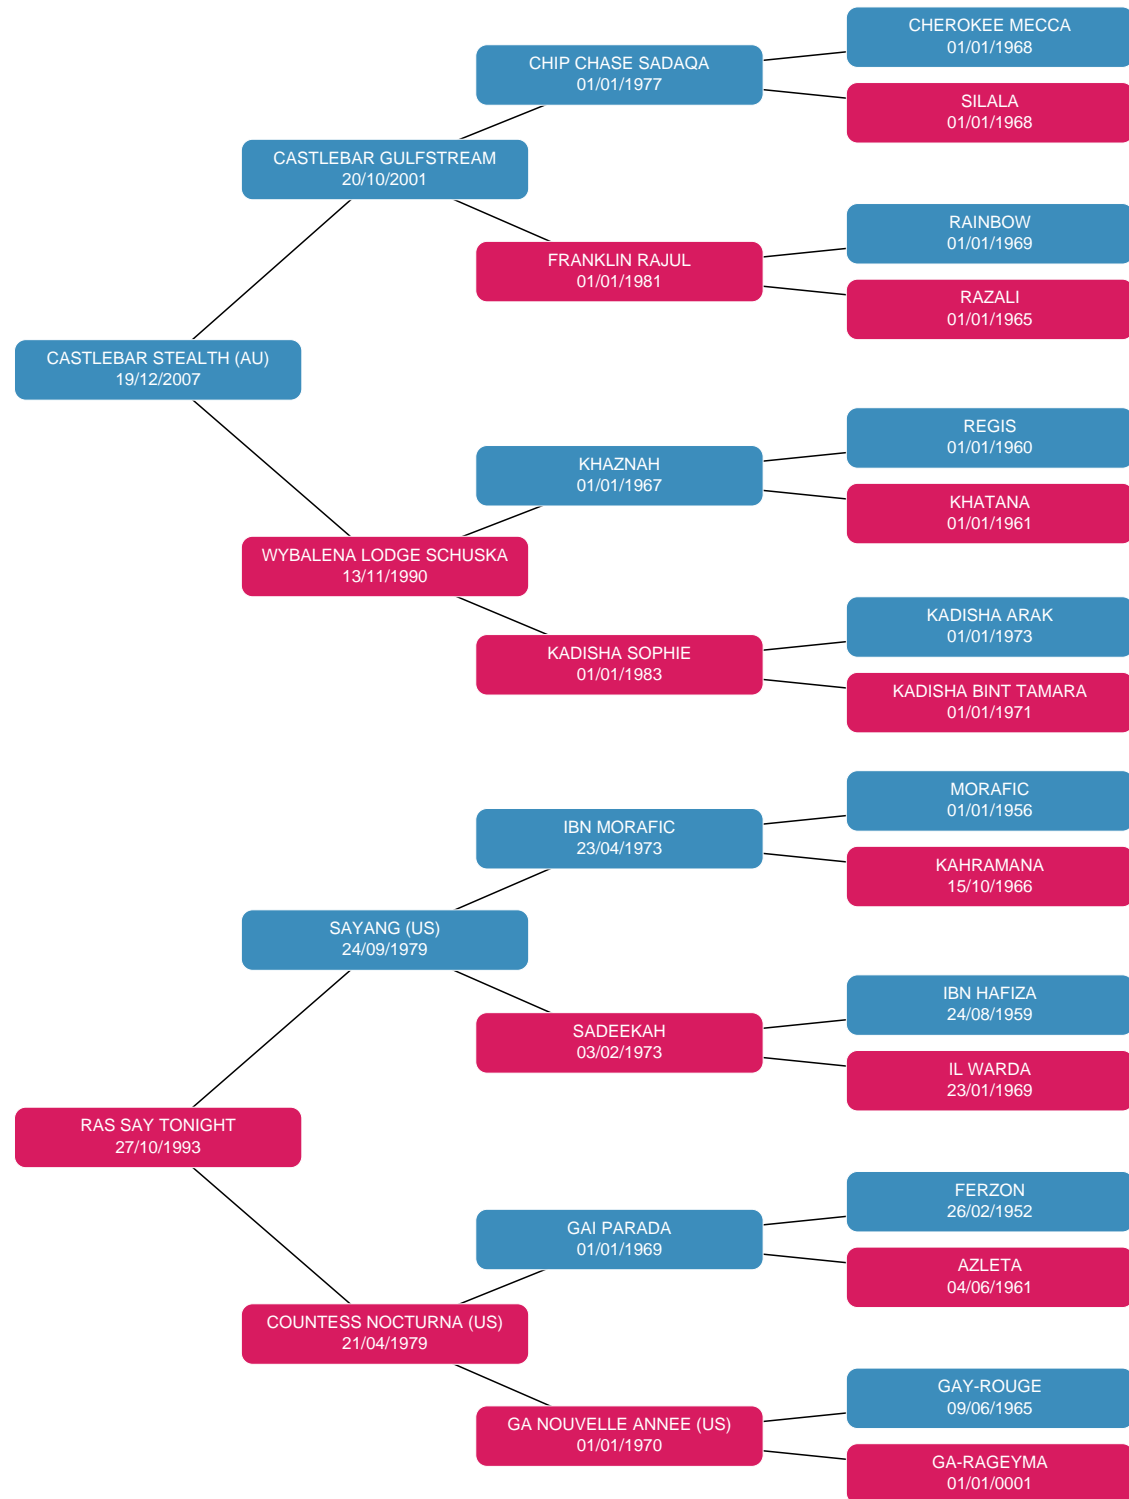 CHEROKEE MECCA
01/01/1968
CHIP CHASE SADAQA
01/01/1977
SILALA
01/01/1968
CASTLEBAR GULFSTREAM
20/10/2001
RAINBOW
01/01/1969
FRANKLIN RAJUL
01/01/1981
RAZALI
01/01/1965
CASTLEBAR STEALTH (AU)
19/12/2007
REGIS
01/01/1960
KHAZNAH
01/01/1967
KHATANA
01/01/1961
WYBALENA LODGE SCHUSKA
13/11/1990
KADISHA ARAK
01/01/1973
KADISHA SOPHIE
01/01/1983
KADISHA BINT TAMARA
01/01/1971
MORAFIC
01/01/1956
IBN MORAFIC
23/04/1973
KAHRAMANA
15/10/1966
SAYANG (US)
24/09/1979
IBN HAFIZA
24/08/1959
SADEEKAH
03/02/1973
IL WARDA
23/01/1969
RAS SAY TONIGHT
27/10/1993
FERZON
26/02/1952
GAI PARADA
01/01/1969
AZLETA
04/06/1961
COUNTESS NOCTURNA (US)
21/04/1979
GAY-ROUGE
09/06/1965
GA NOUVELLE ANNEE (US)
01/01/1970
GA-RAGEYMA
01/01/0001